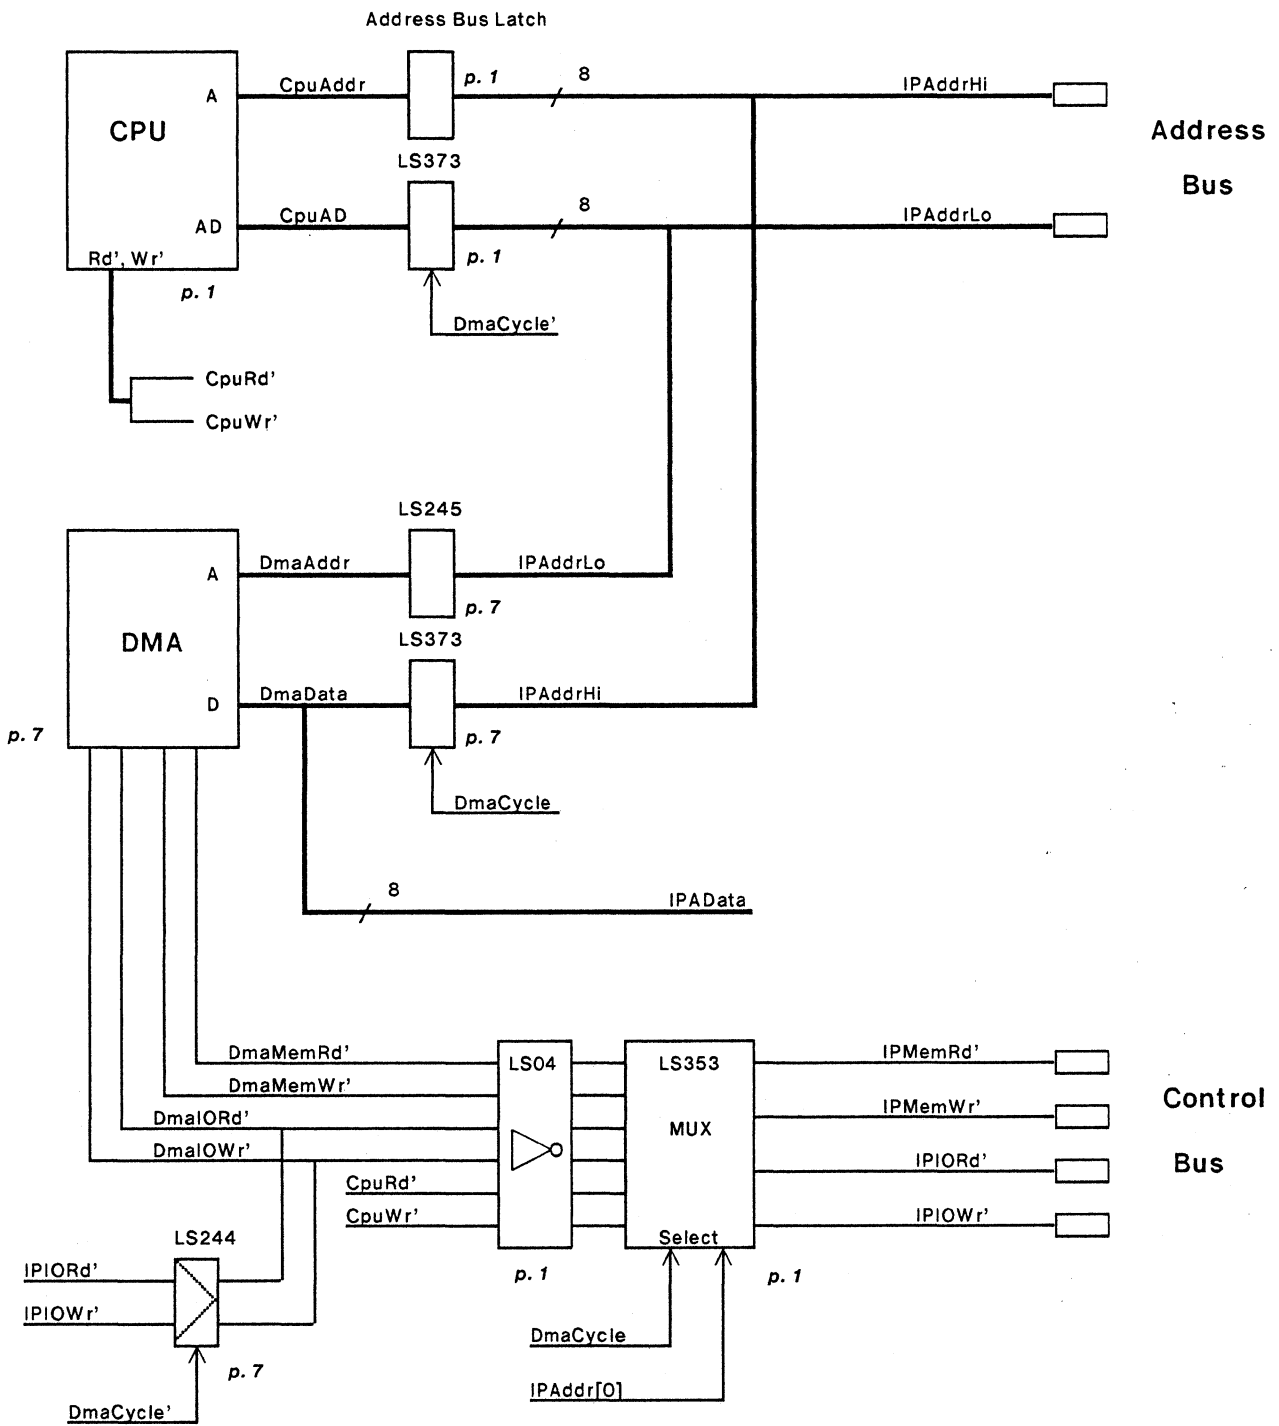 Address Bus Latch
A
CpuAddr
p. 1
8
IPAddrHi
CPU
Address
Bus
LS373
AD
CpuAD
8
IPAddrLo
p. 1
Rd', Wr'
p. 1
DmaCycle'
CpuRd'
CpuWr'
LS245
A
DmaAddr
IPAddrLo
p. 7
DMA
LS373
D
DmaData
IPAddrHi
p. 7
p. 7
DmaCycle
8
IPAData
DmaMemRd'
LS04
LS353
IPMemRd'
DmaMemWr'
IPMemWr'
Control
Bus
DmaIORd'
MUX
DmaIOWr'
IPIORd'
CpuRd'
CpuWr'
IPIOWr'
Select
LS244
IPIORd'
p. 1
p. 1
IPIOWr'
DmaCycle
p. 7
IPAddr[0]
DmaCycle'